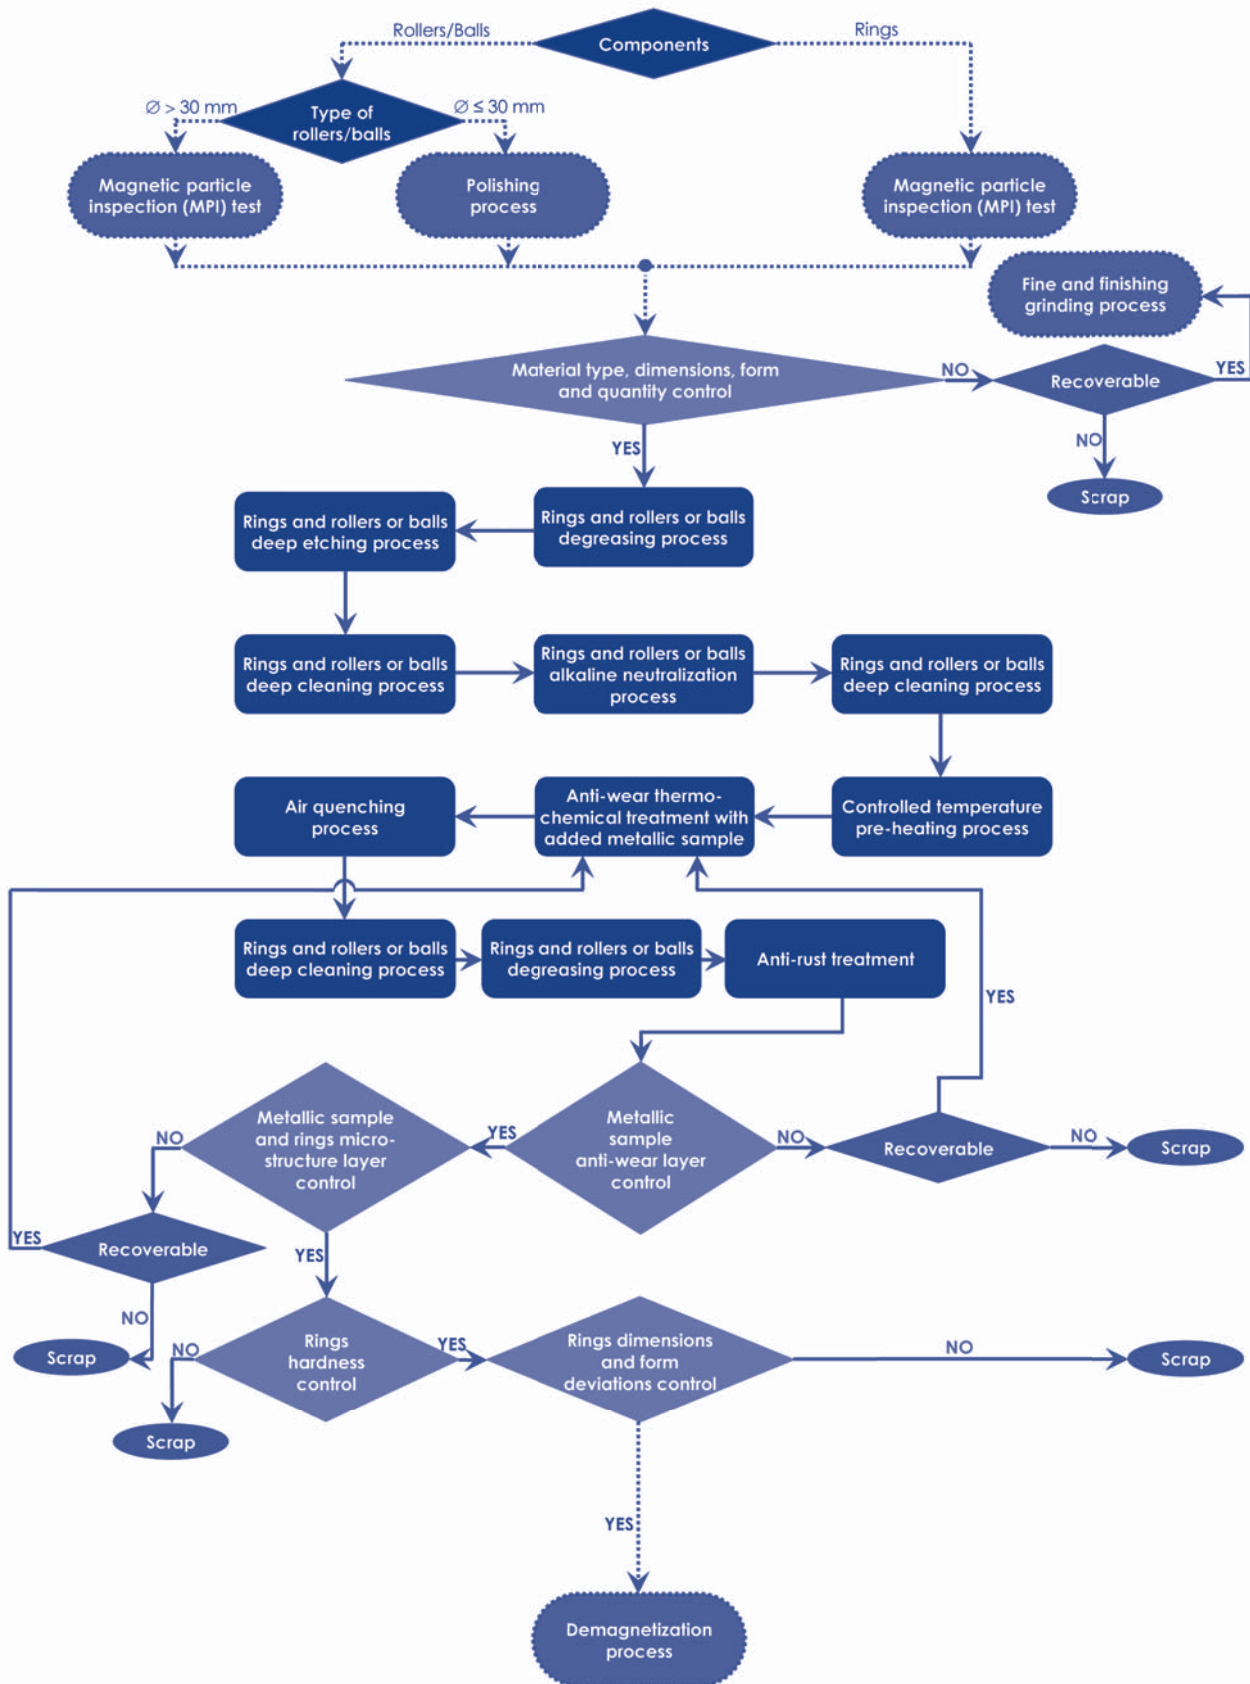 Rollers/Balls
Components
Rings
Ø > 30 mm
Type of
rollers/balls
Ø ≤ 30 mm
Magnetic particle
inspection (MPI) test
Polishing
process
Magnetic particle
inspection (MPI) test
Fine and finishing
grinding process
Material type, dimensions, form
and quantity control
NO
Recoverable
YES
YES
NO
Scrap
Rings and rollers or balls
deep etching process
Rings and rollers or balls
degreasing process
Rings and rollers or balls
deep cleaning process
Rings and rollers or balls
alkaline neutralization
process
Rings and rollers or balls
deep cleaning process
Air quenching
process
Anti-wear thermo-
chemical treatment with
added metallic sample
Controlled temperature
pre-heating process
Rings and rollers or balls
deep cleaning process
Rings and rollers or balls
degreasing process
Anti-rust treatment
YES
Metallic sample
and rings micro-
structure layer
control
NO
YES
Metallic
sample
anti-wear layer
control
NO
Recoverable
NO
Scrap
YES
Recoverable
YES
NO
Scrap
NO
Rings
hardness
control
YES
Rings dimensions
and form
deviations control
NO
Scrap
Scrap
YES
Demagnetization
process